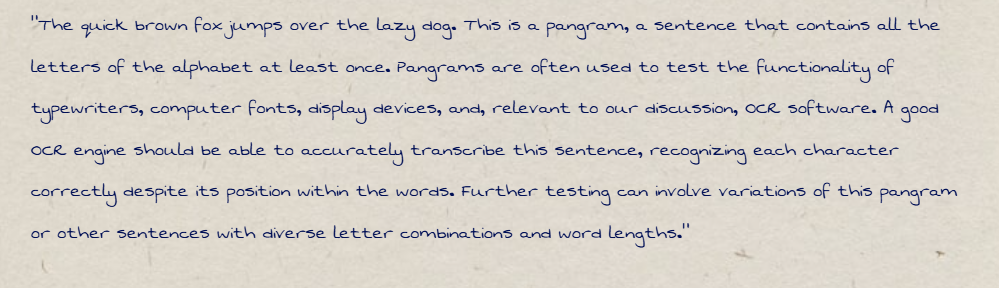 "The quick brown fox jumps over the lazy dog. This is a pangram, a sentence that contains all the
letters of the alphabet at least once. Pangrams are often used to test the functionality of
typewriters, computer fonts, display devices, and, relevant to our discussion, OCR software. A good
OCR engine should be able to accurately transcribe this sentence, recognizing each character
correctly despite its position within the words. Further testing can involve variations of this pangram
or other sentences with diverse letter combinations and word lengths."